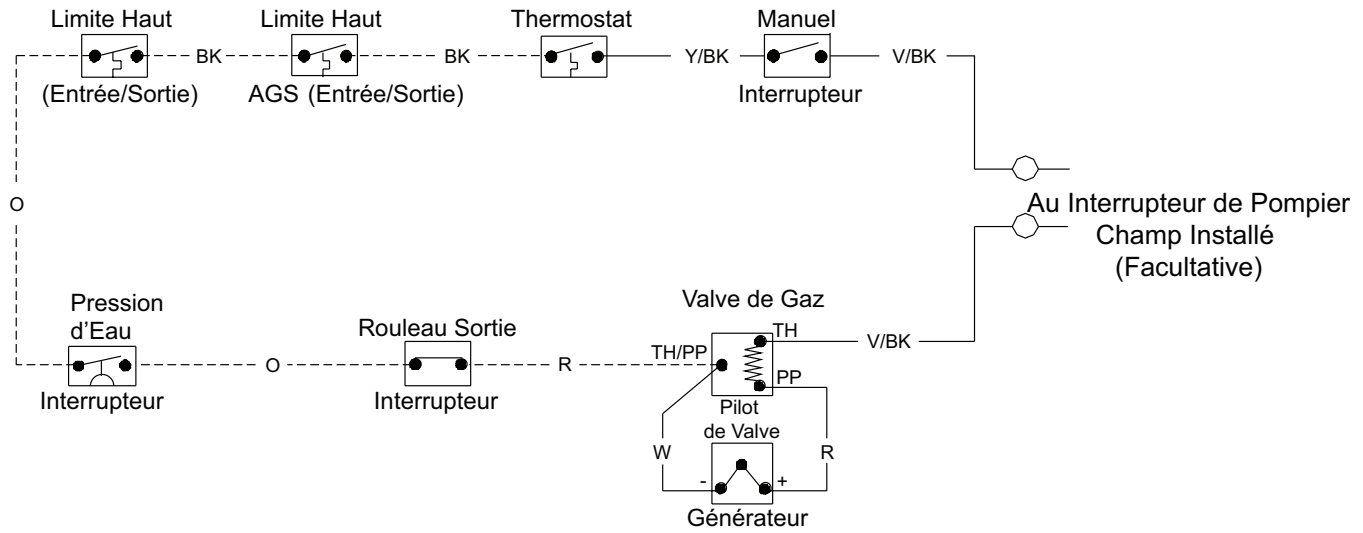 Limite Haut
Limite Haut
Thermostat
Manuel
BK
BK
Y/BK
V/BK
(Entrée/Sortie)
AGS (Entrée/Sortie)
Interrupteur
O
Au Interrupteur de Pompier
Champ Installé
(Facultative)
Pression
d'Eau
Rouleau Sortie
Valve de Gaz
TH
TH/PP
V/BK
O
R
PP
Interrupteur
Interrupteur
Pilot
de Valve
W
R
-
+
Générateur